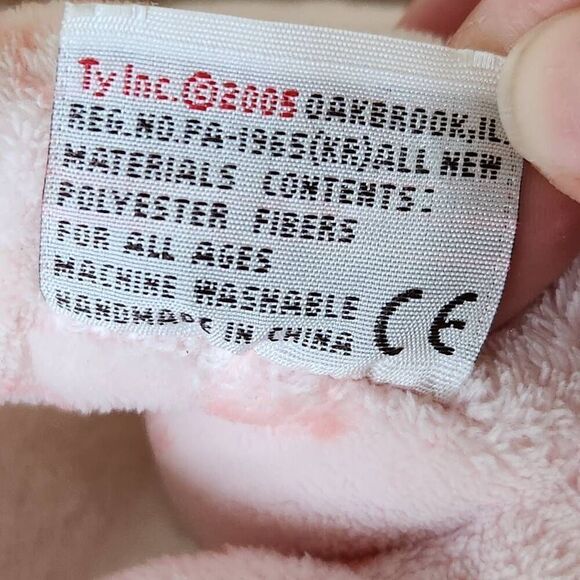 Ty Inc.©2005 OAKBROOK,IL.
REG.NO.PA-1965(KR)ALL NEW
MATERIALS CONTENTS:
POLYESTER FIBERS
FOR ALL AGES
MACHINE WASHABLE
HANDMADE IN CHINA
CE